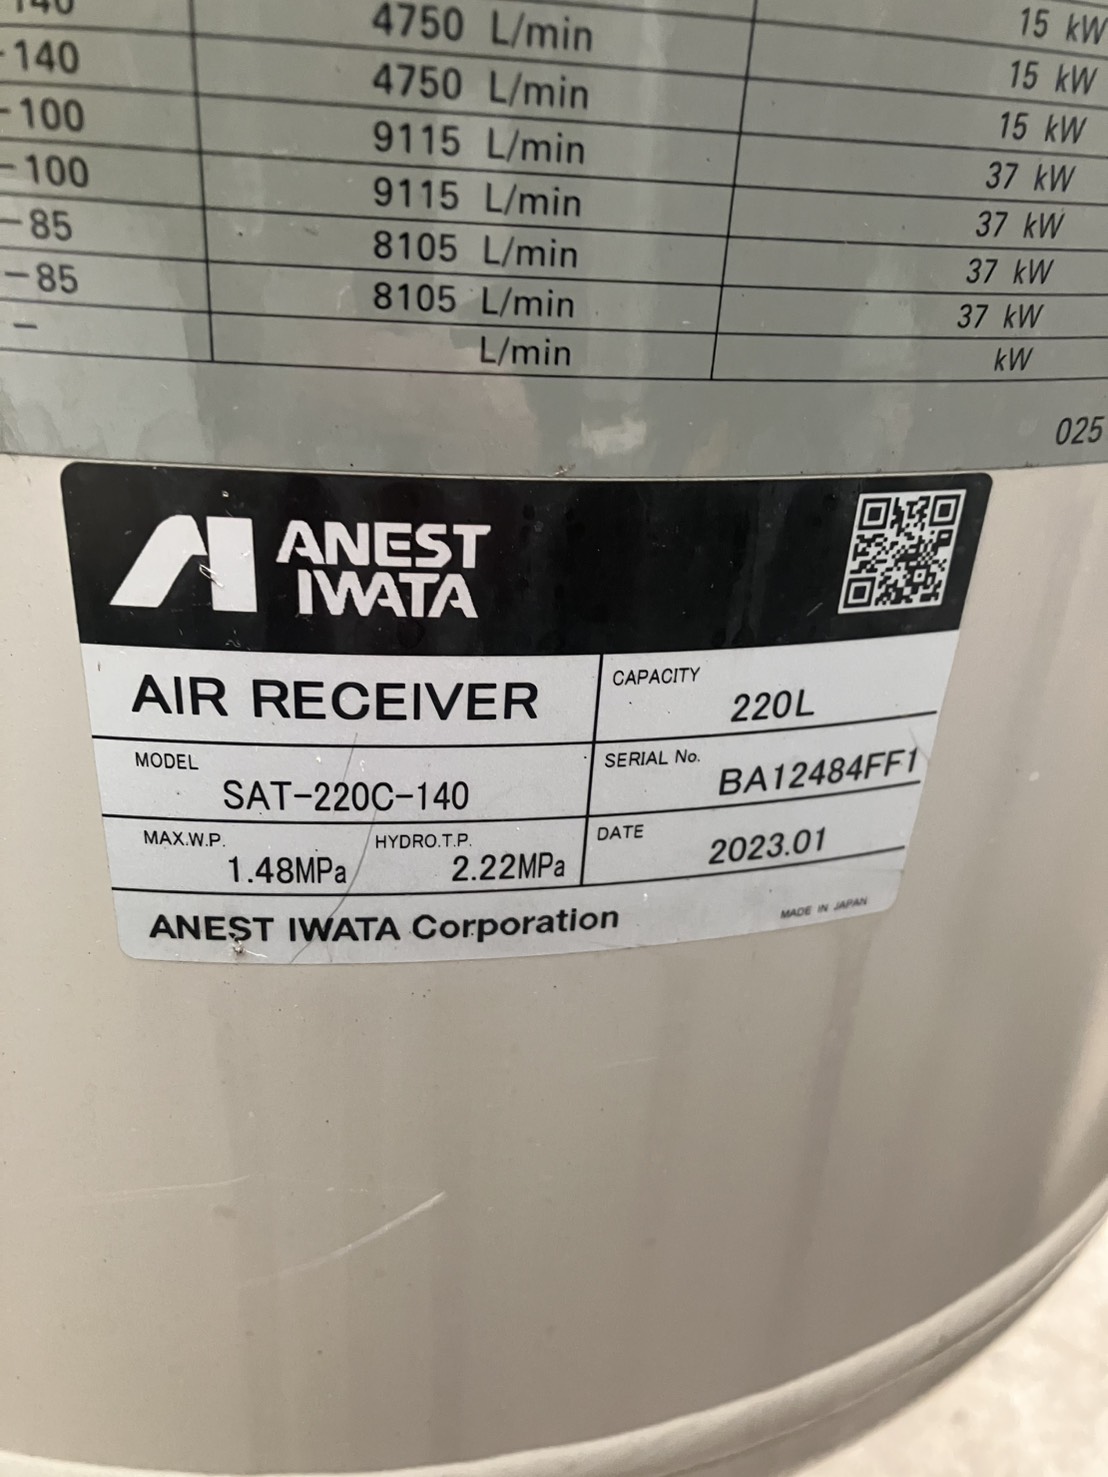 140 4750 L/min 15 kW
-140 4750 L/min 15 kW
-100 9115 L/min 15 kW
-100 9115 L/min 37 kW
-85 8105 L/min 37 kW
-85 8105 L/min 37 kW
- L/min 37 kW
kW
025
ANEST
IWATA
AIR RECEIVER
CAPACITY
220L
MODEL
SAT-220C-140
SERIAL No.
BA12484FF1
MAX.W.P.
1.48MPa
HYDRO.T.P.
2.22MPa
DATE
2023.01
ANEST IWATA Corporation
MADE IN JAPAN